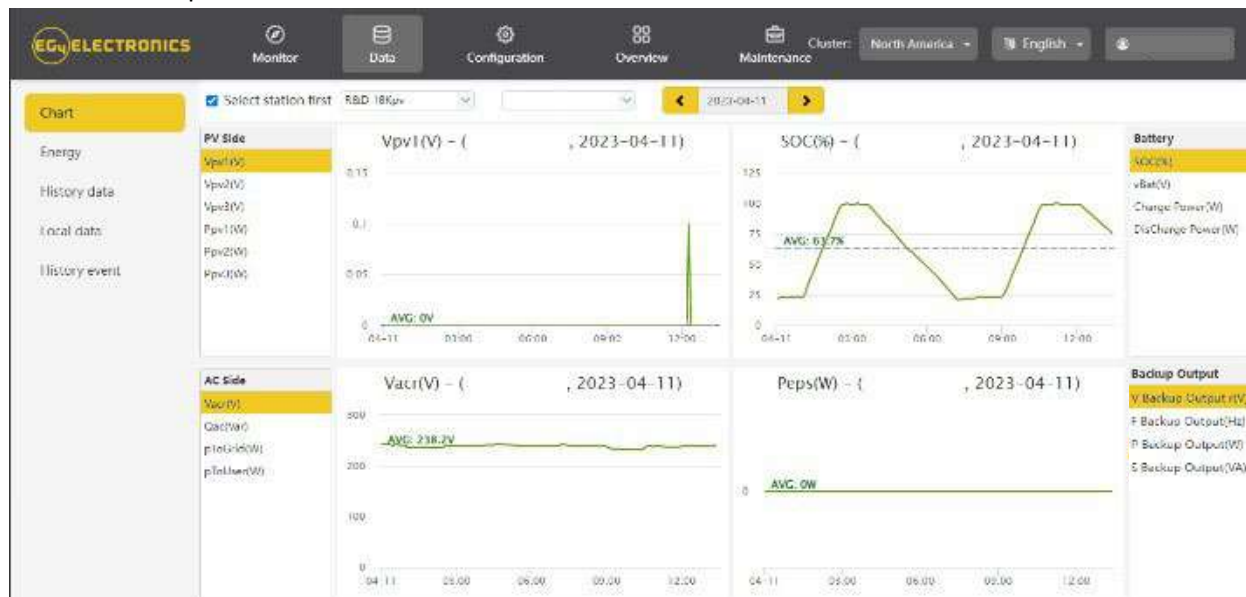 EG4 ELECTRONICS
Monitor
Data
Configuration
Overview
Maintenance
Cluster:
North America
English
Chart
Energy
History data
Local data
History event
Select station first
R&D 18Kpv
2023-04-11
PV Side
Vpv1(V)
Vpv2(V)
Vpv3(V)
Ppv1(W)
Ppv2(W)
Ppv3(W)
Vpv1(V) - ( , 2023-04-11)
0.15
0.1
0.05
0
AVG: 0V
04-11 03:00 06:00 09:00 12:00
SOC(%) - ( , 2023-04-11)
125
100
75
50
25
0
AVG: 63.7%
04-11 03:00 06:00 09:00 12:00
Battery
SOC(%)
vBat(V)
Charge Power(W)
DisCharge Power(W)
AC Side
Vacr(V)
Qac(Var)
pToGrid(W)
pToUser(W)
Vacr(V) - ( , 2023-04-11)
300
200
100
0
AVG: 238.2V
04-11 03:00 06:00 09:00 12:00
Peps(W) - ( , 2023-04-11)
0
AVG: 0W
04-11 03:00 06:00 09:00 12:00
Backup Output
V Backup Output r(V)
F Backup Output(Hz)
P Backup Output(W)
S Backup Output(VA)